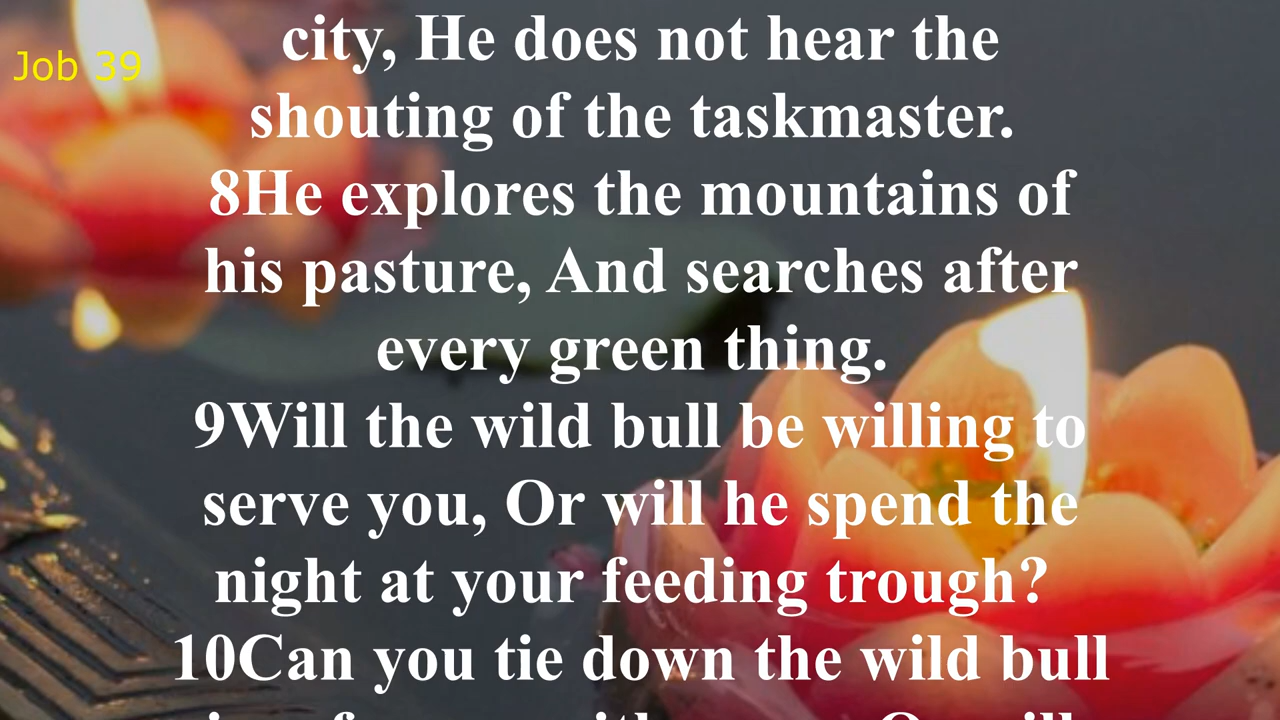 city, He does not hear the
Job 39
shouting of the taskmaster.
8He explores the mountains of
his pasture, And searches after
every green thing.
9Will the wild bull be willing to
serve you, Or will he spend the
night at your feeding trough?
10Can you tie down the wild bull